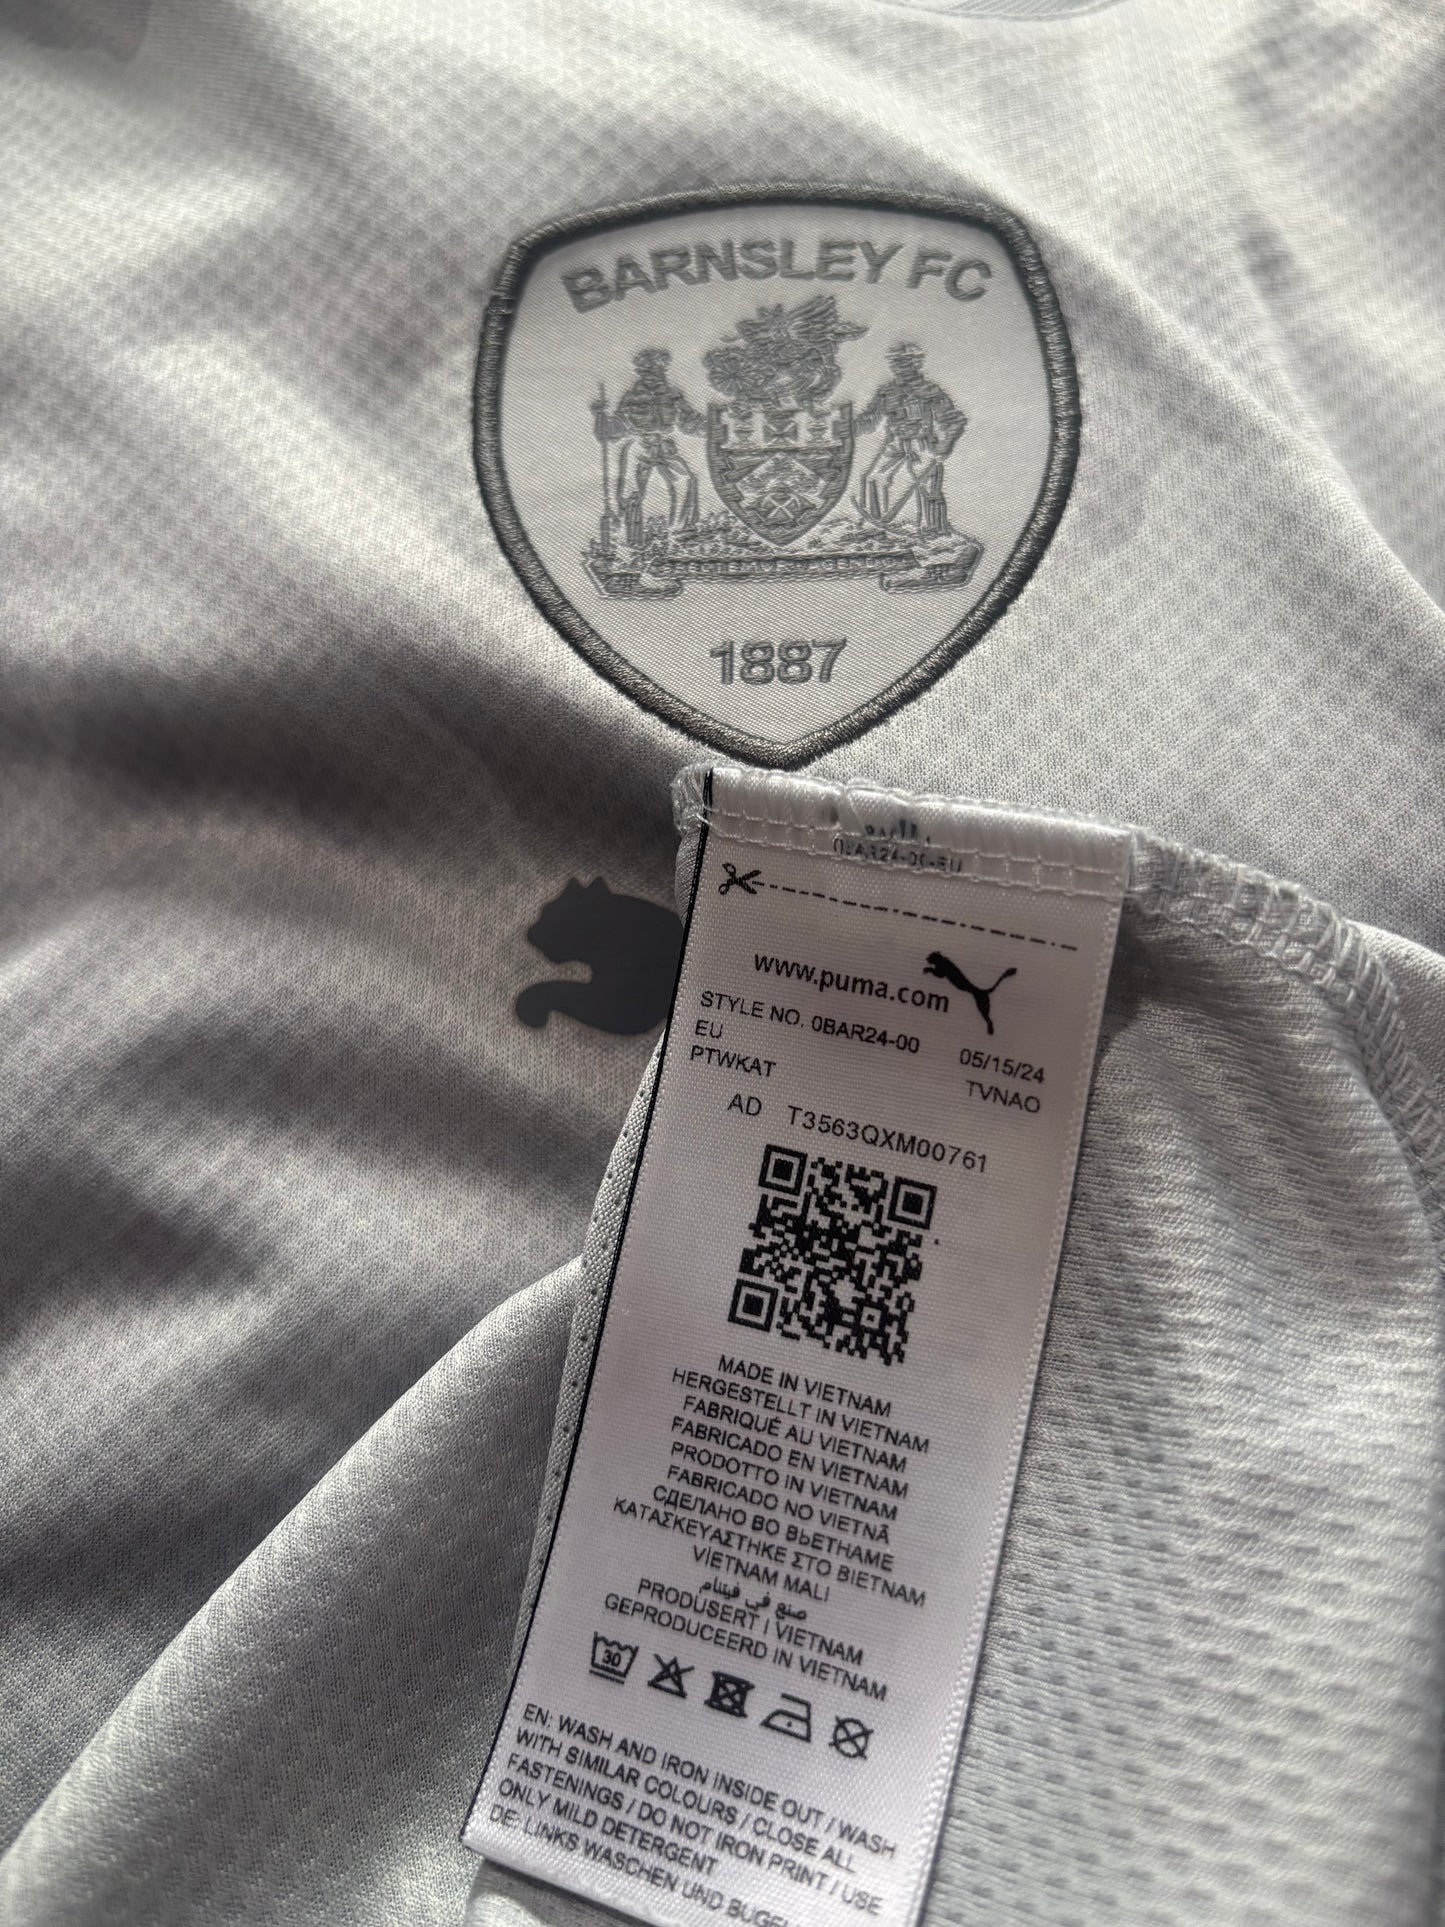 BARNSLEY FC
1887
0BAR24-00-EU
www.puma.com
STYLE NO. 0BAR24-00
EU 05/15/24
PTWKAT TVNAO
AD T3563QXM00761
MADE IN VIETNAM
HERGESTELLT IN VIETNAM
FABRIQUÉ AU VIETNAM
FABRICADO EN VIETNAM
PRODOTTO IN VIETNAM
FABRICADO NO VIETNÃ
СДЕЛАНО ВО ВЬЕТНАМЕ
ΚΑΤΑΣΚΕΥΑΣΤΗΚΕ ΣΤΟ ΒΙΕΤΝΑΜ
VİETNAM MALI
صنع في فيتنام
PRODUSERT I VIETNAM
GEPRODUCEERD IN VIETNAM
30
EN: WASH AND IRON INSIDE OUT / WASH
WITH SIMILAR COLOURS / CLOSE ALL
FASTENINGS / DO NOT IRON PRINT / USE
ONLY MILD DETERGENT
DE: LINKS WASCHEN UND